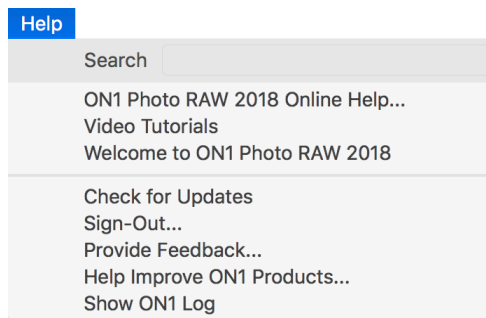 Help
Search
ON1 Photo RAW 2018 Online Help...
Video Tutorials
Welcome to ON1 Photo RAW 2018
Check for Updates
Sign-Out...
Provide Feedback...
Help Improve ON1 Products...
Show ON1 Log